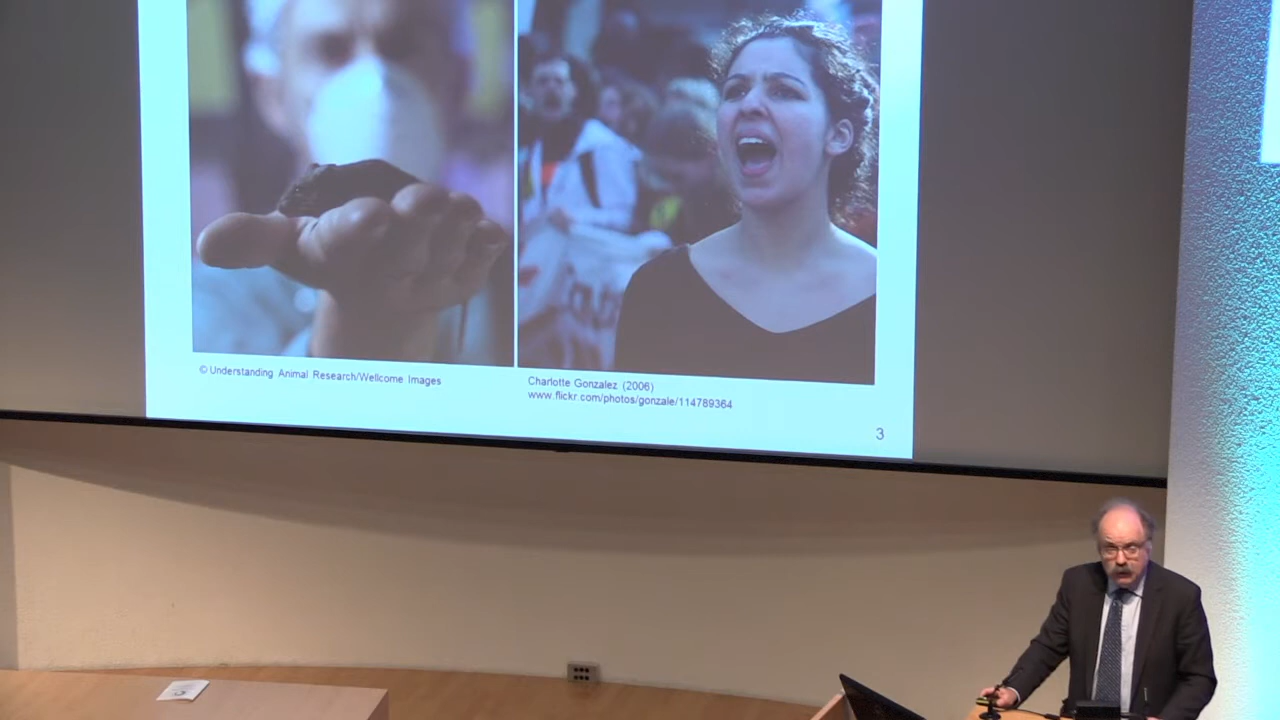 © Understanding Animal Research/Wellcome Images
Charlotte Gonzalez (2006)
www.flickr.com/photos/gonzale/114789364
3